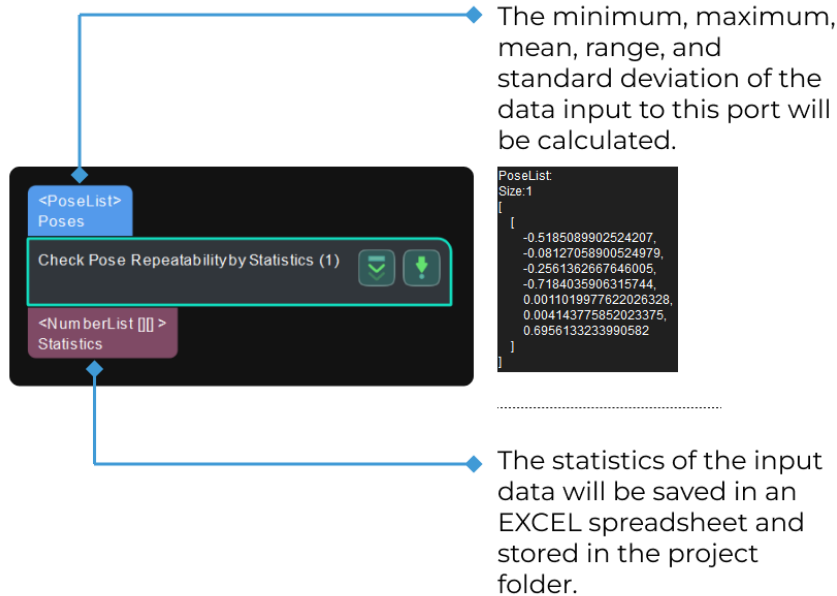 The minimum, maximum,
mean, range, and
standard deviation of the
data input to this port will
be calculated.
<PoseList>
Poses
Check Pose Repeatability by Statistics (1)
<NumberList [][] >
Statistics
PoseList:
Size:1
[
[
-0.5185089902524207,
-0.08127058900524979,
-0.2561362667646005,
-0.7184035906315744,
0.0011019977622026328,
0.004143775852023375,
0.6956133233990582
]
]
The statistics of the input
data will be saved in an
EXCEL spreadsheet and
stored in the project
folder.